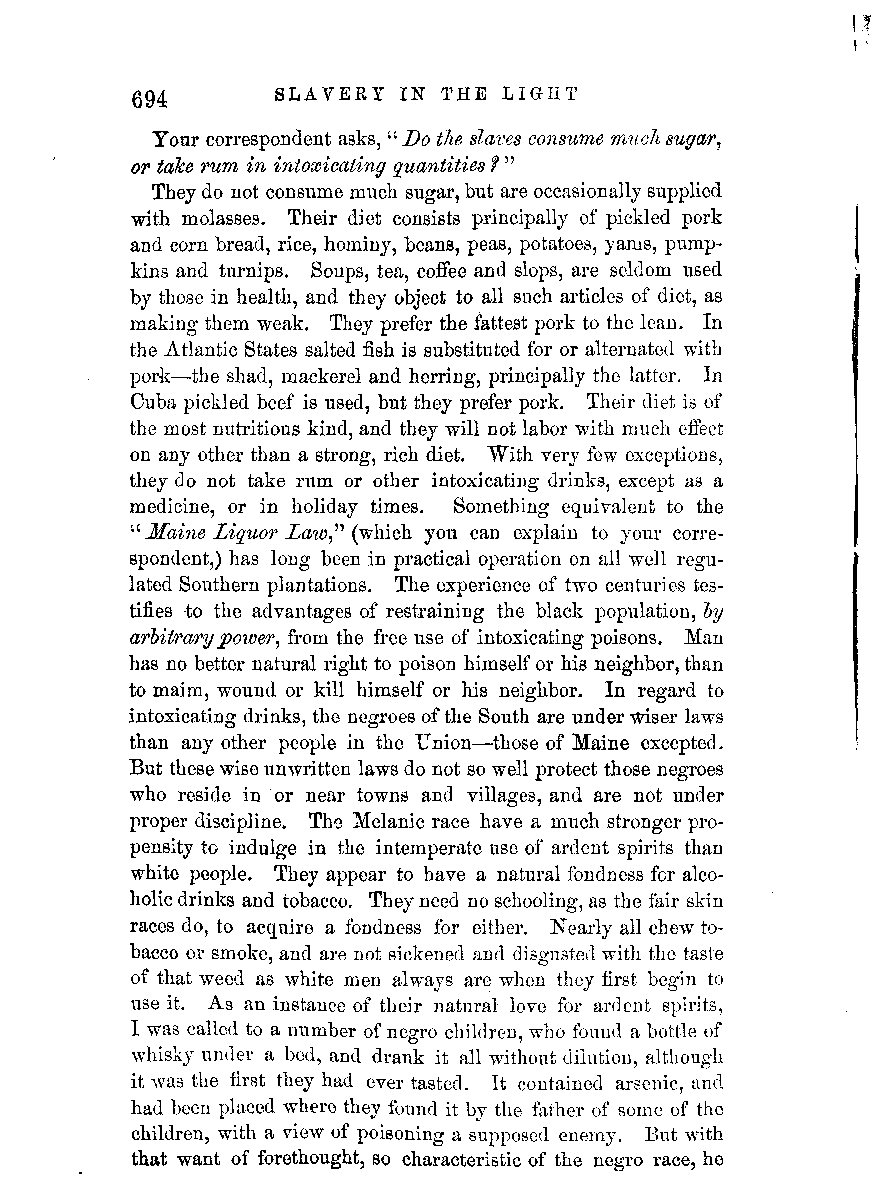 694 SLAVERY IN THE LIGHT
Your correspondent asks, “Do the slaves consume much sugar,
or take rum in intoxicating quantities?”
They do not consume much sugar, but are occasionally supplied
with molasses. Their diet consists principally of pickled pork
and corn bread, rice, hominy, beans, peas, potatoes, yams, pump-
kins and turnips. Soups, tea, coffee and slops, are seldom used
by those in health, and they object to all such articles of diet, as
making them weak. They prefer the fattest pork to the lean. In
the Atlantic States salted fish is substituted for or alternated with
pork—the shad, mackerel and herring, principally the latter. In
Cuba pickled beef is used, but they prefer pork. Their diet is of
the most nutritious kind, and they will not labor with much effect
on any other than a strong, rich diet. With very few exceptions,
they do not take rum or other intoxicating drinks, except as a
medicine, or in holiday times. Something equivalent to the
“Maine Liquor Law,” (which you can explain to your corre-
spondent,) has long been in practical operation on all well regu-
lated Southern plantations. The experience of two centuries tes-
tifies to the advantages of restraining the black population, by
arbitrary power, from the free use of intoxicating poisons. Man
has no better natural right to poison himself or his neighbor, than
to maim, wound or kill himself or his neighbor. In regard to
intoxicating drinks, the negroes of the South are under wiser laws
than any other people in the Union—those of Maine excepted.
But these wise unwritten laws do not so well protect those negroes
who reside in or near towns and villages, and are not under
proper discipline. The Melanic race have a much stronger pro-
pensity to indulge in the intemperate use of ardent spirits than
white people. They appear to have a natural fondness for alco-
holic drinks and tobacco. They need no schooling, as the fair skin
races do, to acquire a fondness for either. Nearly all chew to-
bacco or smoke, and are not sickened and disgusted with the taste
of that weed as white men always are when they first begin to
use it. As an instance of their natural love for ardent spirits,
I was called to a number of negro children, who found a bottle of
whisky under a bed, and drank it all without dilution, although
it was the first they had ever tasted. It contained arsenic, and
had been placed where they found it by the father of some of the
children, with a view of poisoning a supposed enemy. But with
that want of forethought, so characteristic of the negro race, he